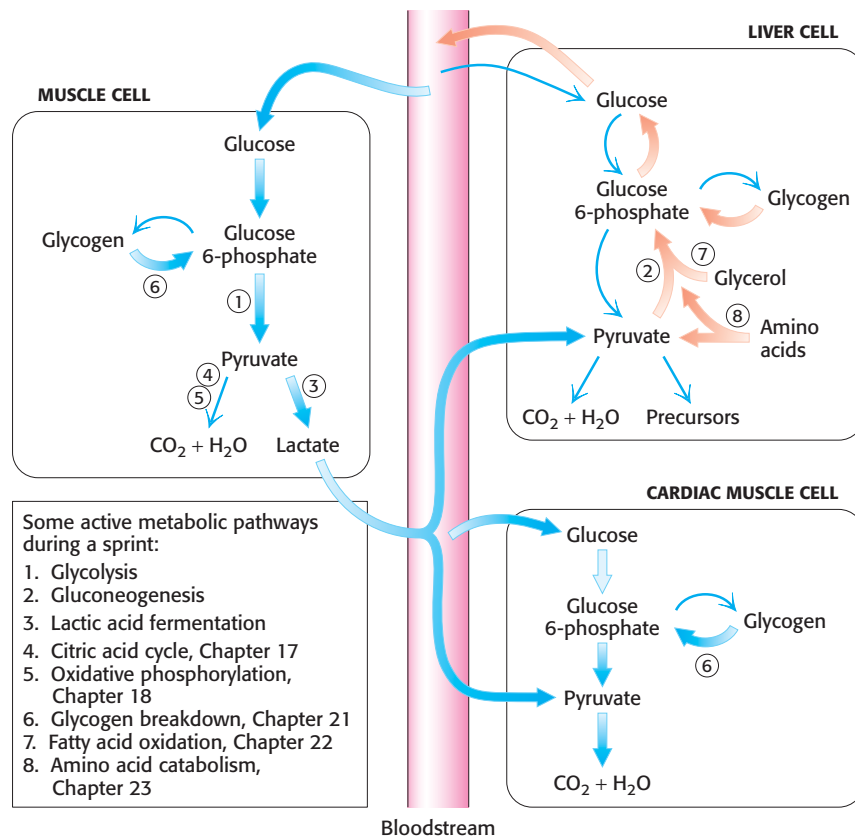 MUSCLE CELL
Glucose
Glycogen
Glucose
6-phosphate
6
1
Pyruvate
4
5
3
CO₂ + H₂O
Lactate
Some active metabolic pathways
during a sprint:
1. Glycolysis
2. Gluconeogenesis
3. Lactic acid fermentation
4. Citric acid cycle, Chapter 17
5. Oxidative phosphorylation,
Chapter 18
6. Glycogen breakdown, Chapter 21
7. Fatty acid oxidation, Chapter 22
8. Amino acid catabolism,
Chapter 23
Bloodstream
LIVER CELL
Glucose
Glucose
6-phosphate
Glycogen
2
7
Glycerol
8
Pyruvate
Amino
acids
CO₂ + H₂O
Precursors
CARDIAC MUSCLE CELL
Glucose
Glucose
6-phosphate
Glycogen
6
Pyruvate
CO₂ + H₂O